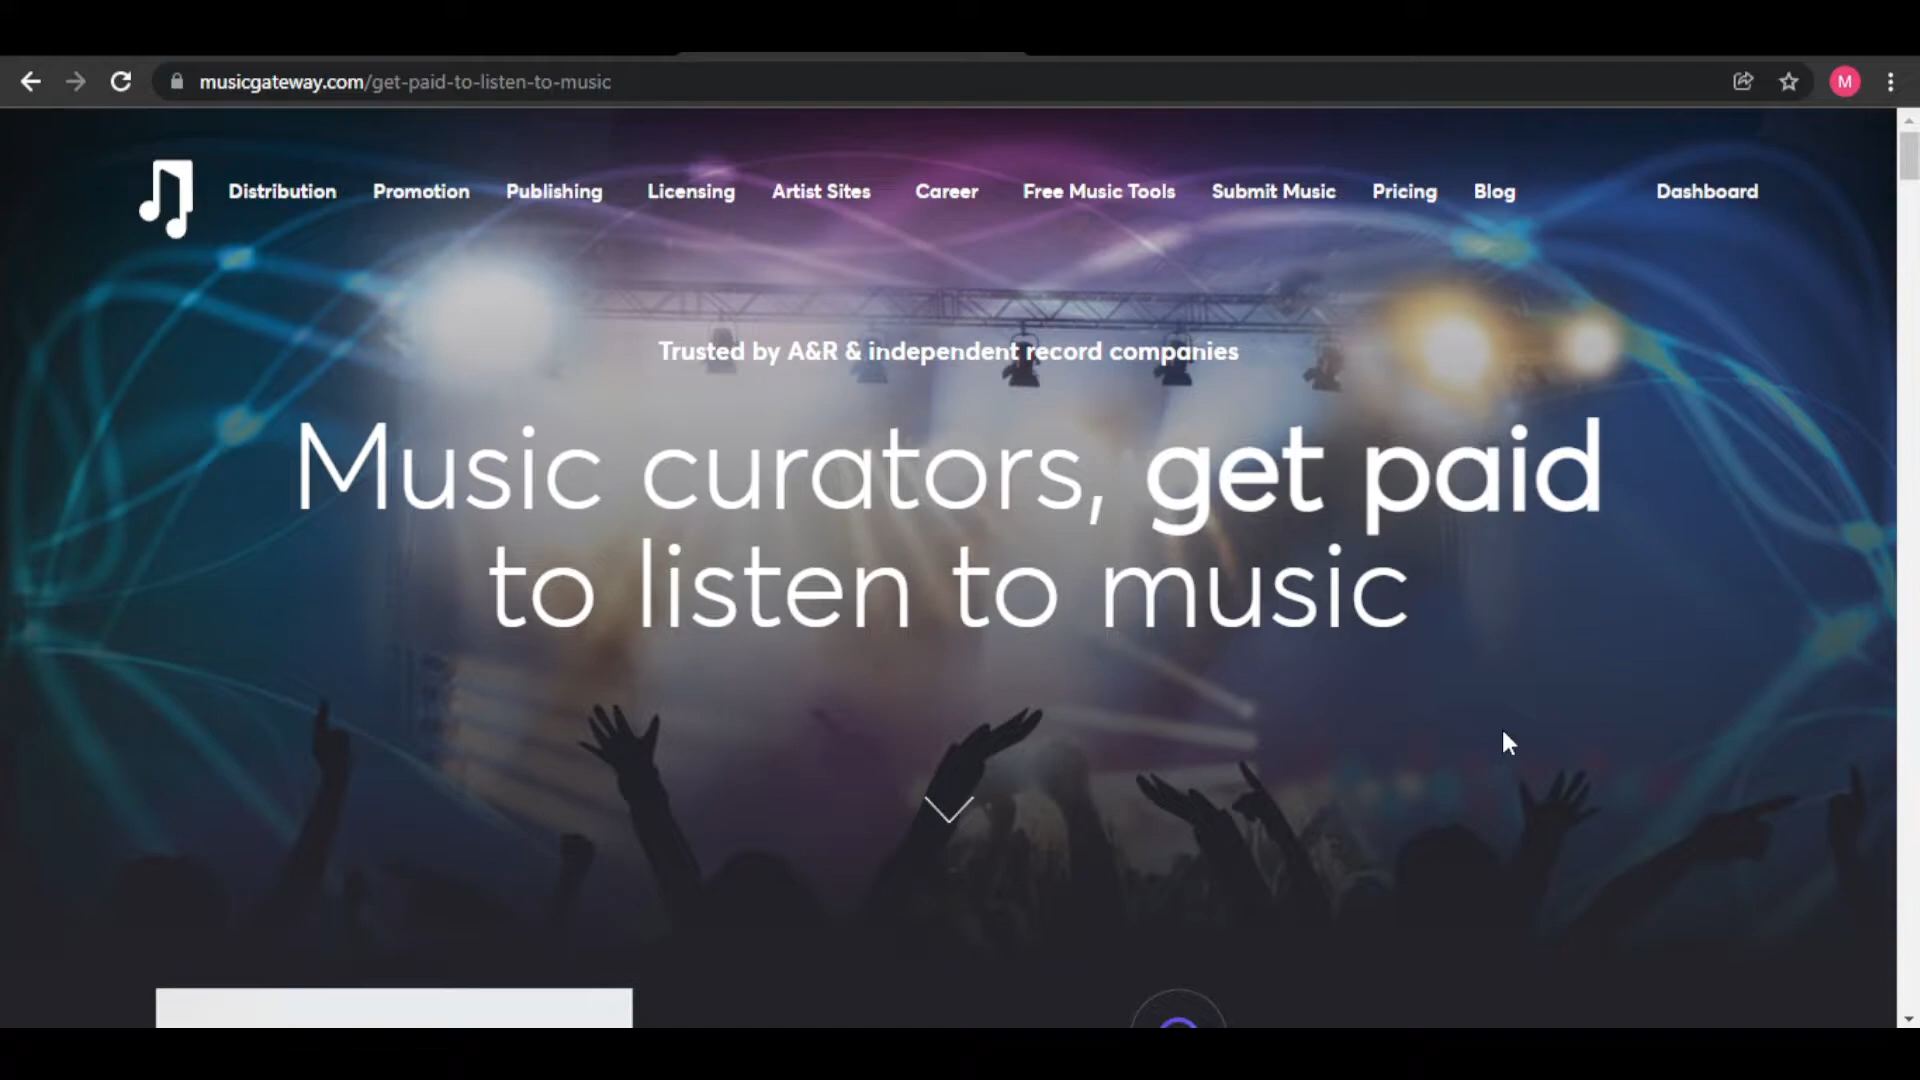 musicgateway.com/get-paid-to-listen-to-music
M
Distribution Promotion Publishing Licensing Artist Sites Career Free Music Tools Submit Music Pricing Blog Dashboard
Trusted by A&R & independent record companies
Music curators, get paid
to listen to music